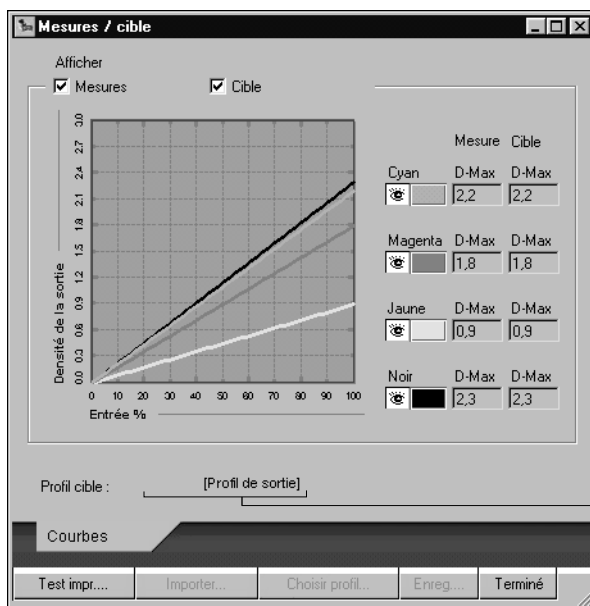 Mesures / cible
Afficher
Mesures Cible
Mesure Cible
Cyan D-Max D-Max
2,2 2,2
Magenta D-Max D-Max
1,8 1,8
Jaune D-Max D-Max
0,9 0,9
Noir D-Max D-Max
2,3 2,3
Densité de la sortie
3.0
2.7
2.4
2.1
1.8
1.5
1.2
0.9
0.6
0.3
0.0
0 10 20 30 40 50 60 70 80 90 100
Entrée %
Profil cible : [Profil de sortie]
Courbes
Test impr.... Importer... Choisir profil... Enreg.... Terminé